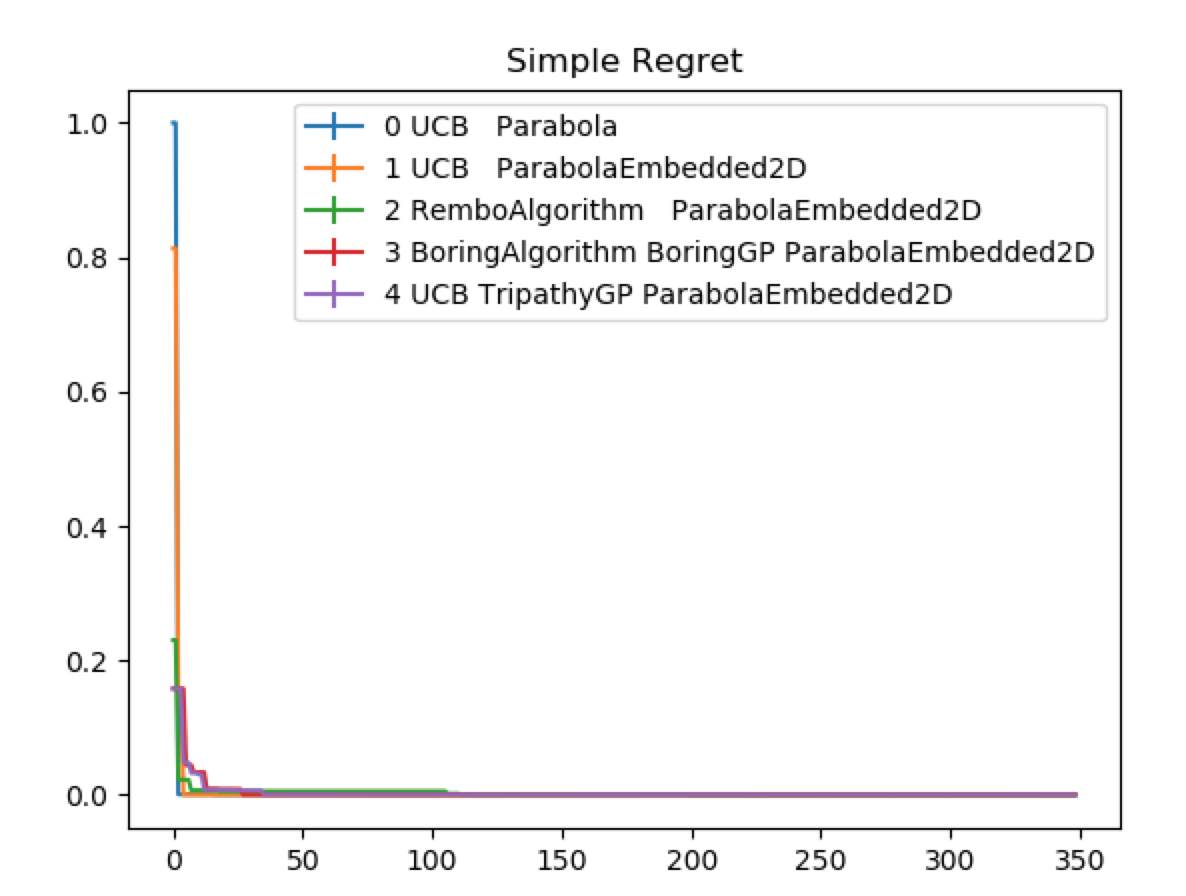 Simple Regret
1.0
0.8
0.6
0.4
0.2
0.0
0 UCB   Parabola
1 UCB   ParabolaEmbedded2D
2 RemboAlgorithm   ParabolaEmbedded2D
3 BoringAlgorithm BoringGP ParabolaEmbedded2D
4 UCB TripathyGP ParabolaEmbedded2D
0 50 100 150 200 250 300 350